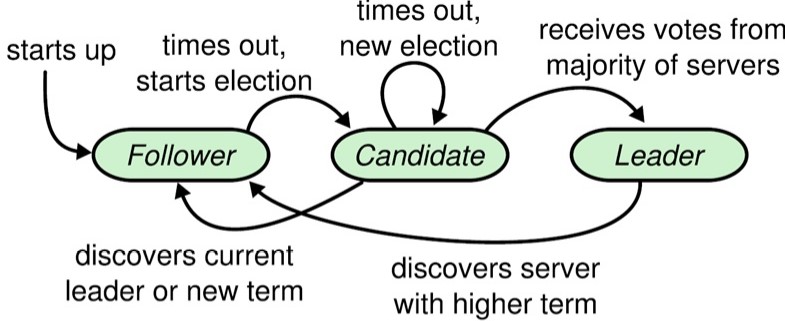 starts up
times out,
starts election
times out,
new election
receives votes from
majority of servers
Follower
Candidate
Leader
discovers current
leader or new term
discovers server
with higher term